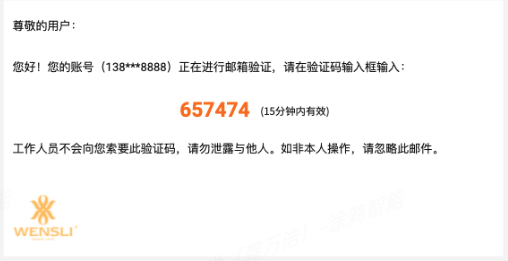 尊敬的用户：
您好！您的账号（138***8888）正在进行邮箱验证，请在验证码输入框输入：
657474 (15分钟内有效)
工作人员不会向您索要此验证码，请勿泄露与他人。如非本人操作，请忽略此邮件。
WENSLI